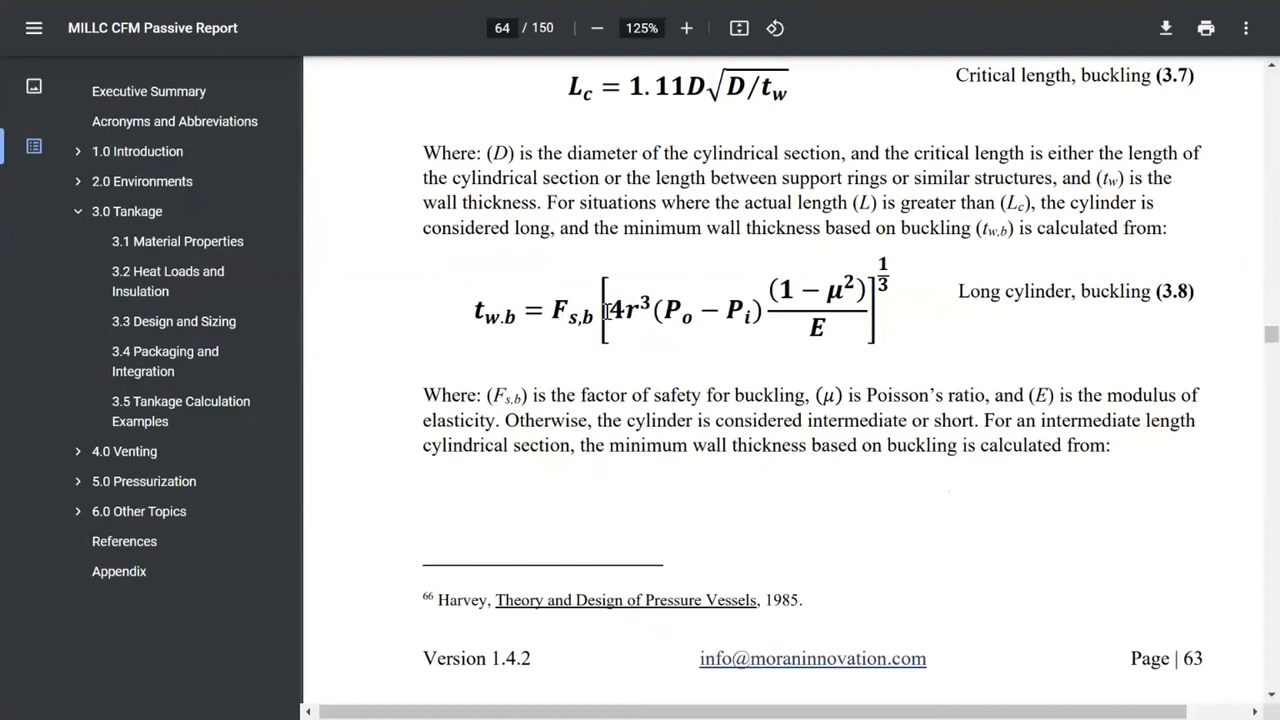 MILLC CFM Passive Report
64 / 150
125%
Executive Summary
Acronyms and Abbreviations
1.0 Introduction
2.0 Environments
3.0 Tankage
3.1 Material Properties
3.2 Heat Loads and
Insulation
3.3 Design and Sizing
3.4 Packaging and
Integration
3.5 Tankage Calculation
Examples
4.0 Venting
5.0 Pressurization
6.0 Other Topics
References
Appendix
L_c = 1.11D√(D/t_w) Critical length, buckling (3.7)
Where: (D) is the diameter of the cylindrical section, and the critical length is either the length of
the cylindrical section or the length between support rings or similar structures, and (t_w) is the
wall thickness. For situations where the actual length (L) is greater than (L_c), the cylinder is
considered long, and the minimum wall thickness based on buckling (t_w,b) is calculated from:
t_w.b = F_s,b [4r³(P_o − P_i) (1 − μ²)/E]^(1/3) Long cylinder, buckling (3.8)
Where: (F_s,b) is the factor of safety for buckling, (μ) is Poisson’s ratio, and (E) is the modulus of
elasticity. Otherwise, the cylinder is considered intermediate or short. For an intermediate length
cylindrical section, the minimum wall thickness based on buckling is calculated from:
66 Harvey, Theory and Design of Pressure Vessels, 1985.
Version 1.4.2 info@moraninnovation.com Page | 63